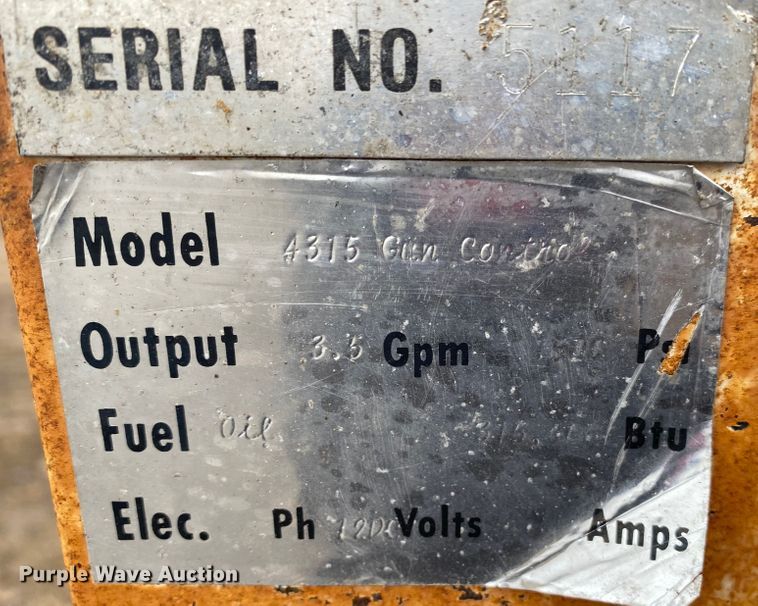 SERIAL NO. 5117
Model 4315 Gun Control
Output 3.5 Gpm Psi
Fuel Oil Btu
Elec. Ph Volts Amps
Purple Wave Auction